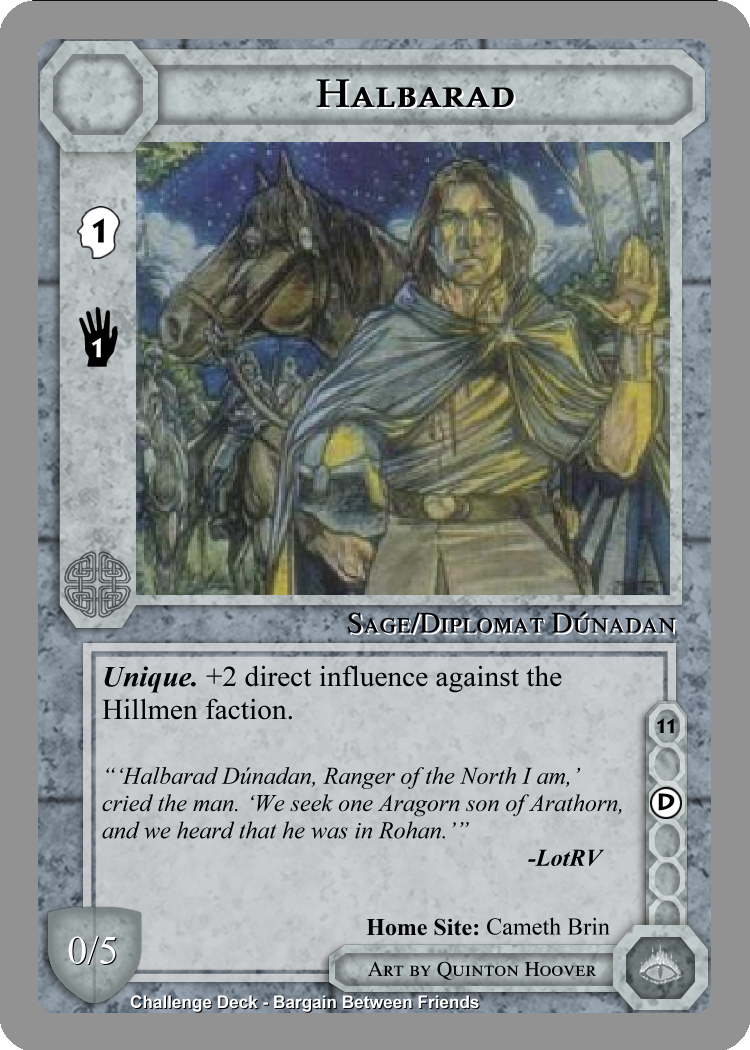 HALBARAD
1
1
SAGE/DIPLOMAT DÚNADAN
Unique. +2 direct influence against the
Hillmen faction.
“‘Halbarad Dúnadan, Ranger of the North I am,’
cried the man. ‘We seek one Aragorn son of Arathorn,
and we heard that he was in Rohan.’”
-LotRV
11
D
Home Site: Cameth Brin
0/5
ART BY QUINTON HOOVER
Challenge Deck - Bargain Between Friends